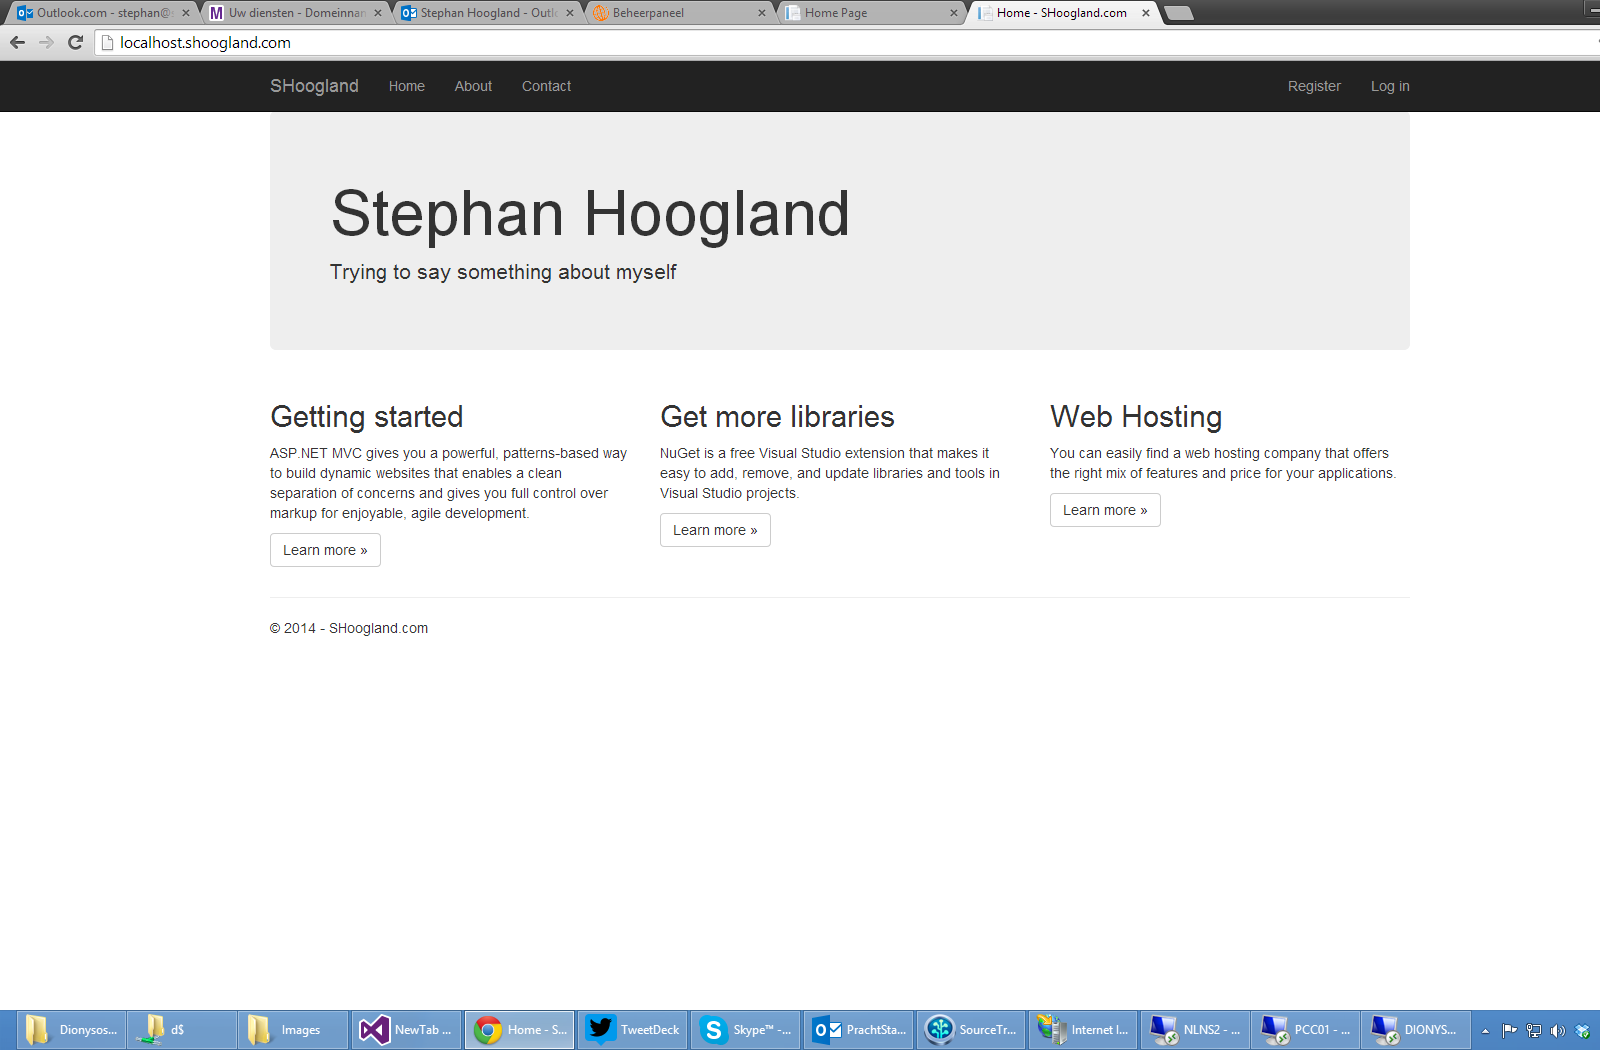 Outlook.com - stephan@s
Uw diensten - Domeinnan
Stephan Hoogland - Outlo
Beheerpaneel
Home Page
Home - SHoogland.com
localhost.shoogland.com
SHoogland Home About Contact Register Log in
Stephan Hoogland
Trying to say something about myself
Getting started
ASP.NET MVC gives you a powerful, patterns-based way
to build dynamic websites that enables a clean
separation of concerns and gives you full control over
markup for enjoyable, agile development.
Learn more »
Get more libraries
NuGet is a free Visual Studio extension that makes it
easy to add, remove, and update libraries and tools in
Visual Studio projects.
Learn more »
Web Hosting
You can easily find a web hosting company that offers
the right mix of features and price for your applications.
Learn more »
© 2014 - SHoogland.com
Dionysos...
d$
Images
NewTab ...
Home - S...
TweetDeck
Skype™ -...
PrachtSta...
SourceTr...
Internet I...
NLNS2 - ...
PCC01 - ...
DIONYS...